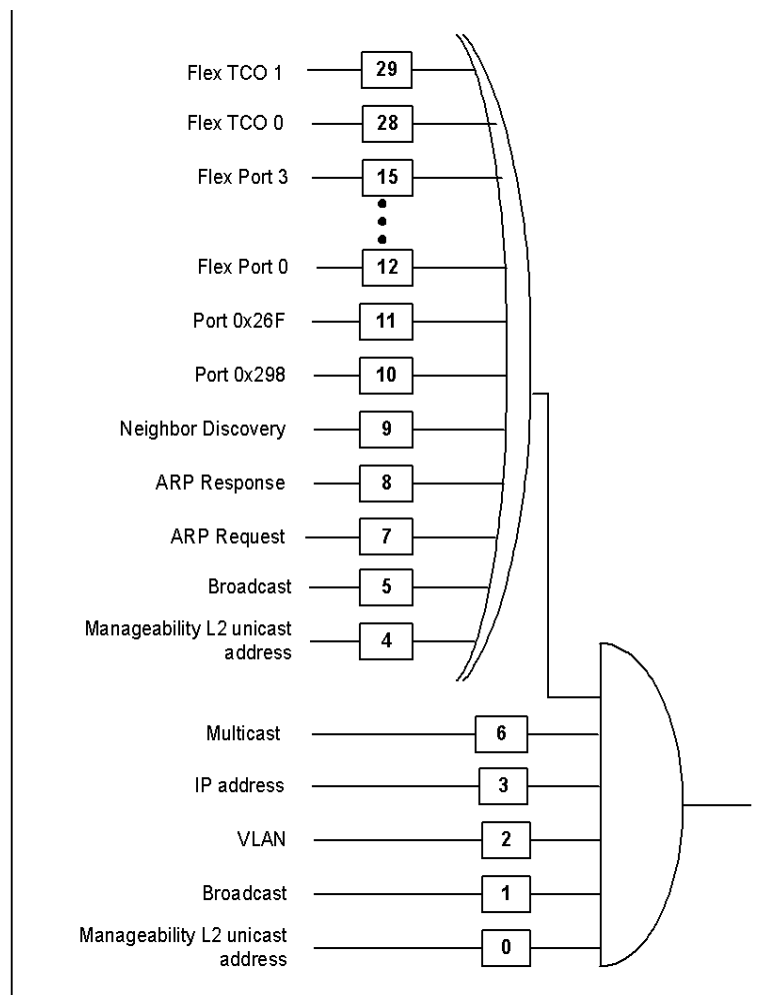 Flex TCO 1 29
Flex TCO 0 28
Flex Port 3 15
Flex Port 0 12
Port 0x26F 11
Port 0x298 10
Neighbor Discovery 9
ARP Response 8
ARP Request 7
Broadcast 5
Manageability L2 unicast
address 4
Multicast 6
IP address 3
VLAN 2
Broadcast 1
Manageability L2 unicast
address 0